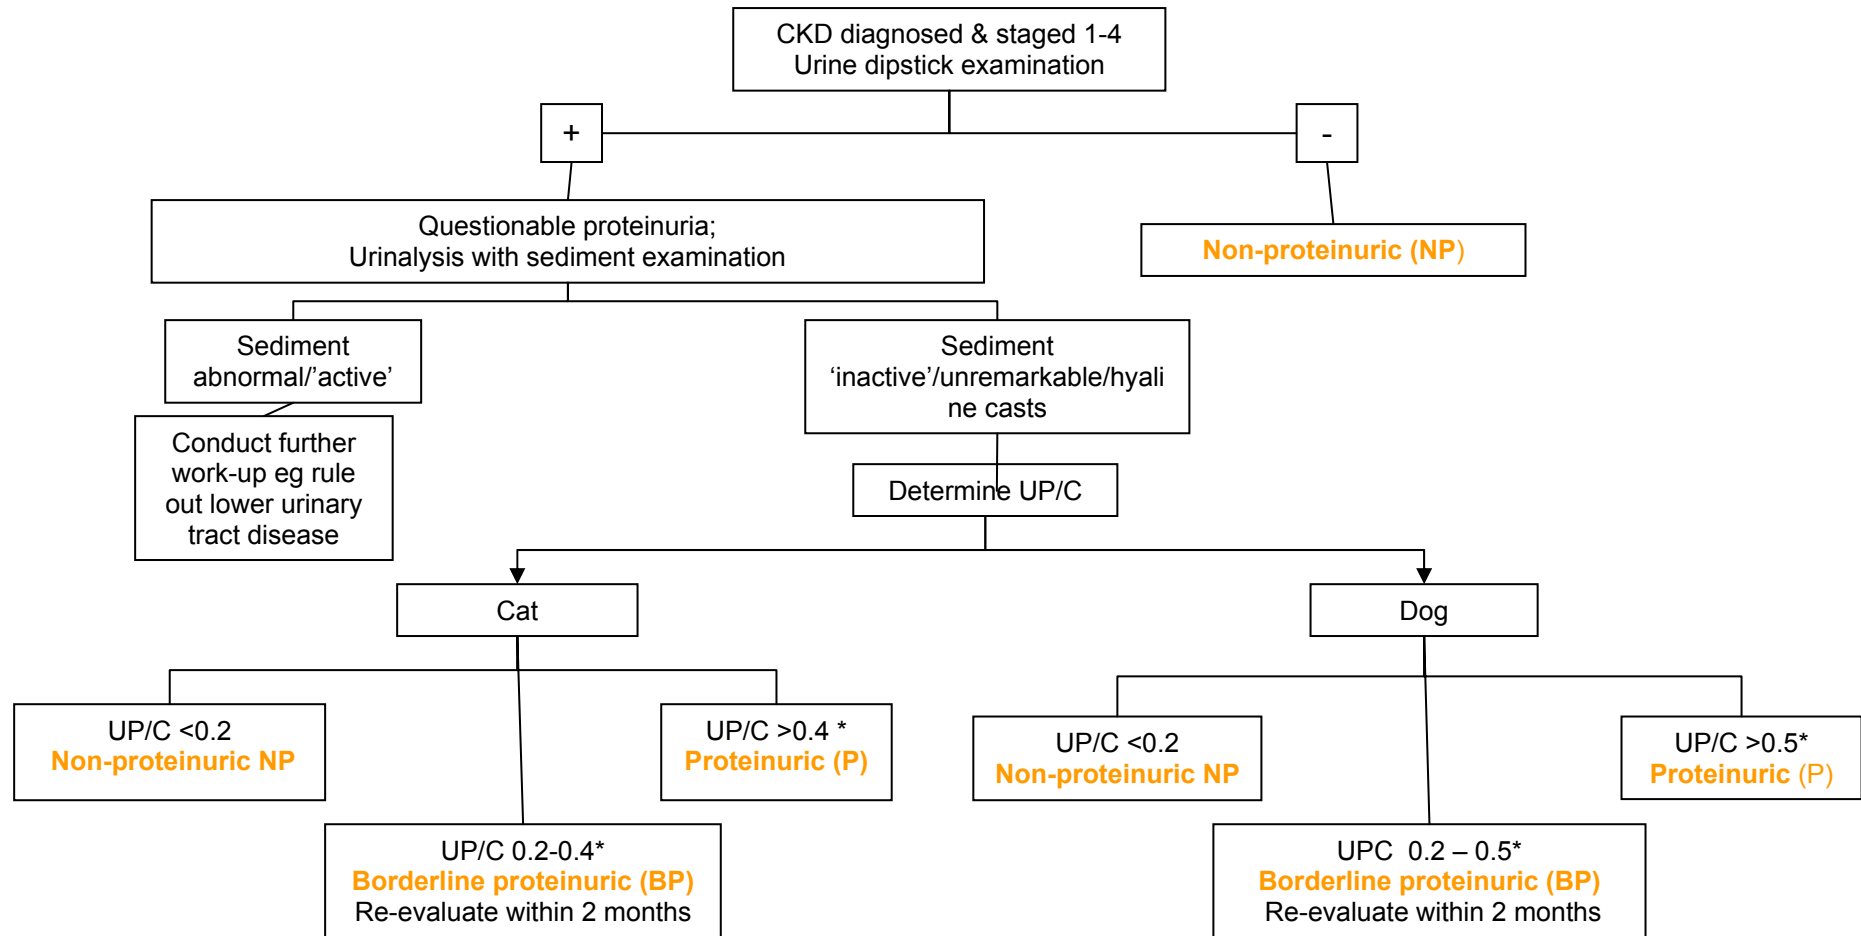 CKD diagnosed & staged 1-4
Urine dipstick examination
+
-
Questionable proteinuria;
Urinalysis with sediment examination
Non-proteinuric (NP)
Sediment
abnormal/’active’
Sediment
‘inactive’/unremarkable/hyali
ne casts
Conduct further
work-up eg rule
out lower urinary
tract disease
Determine UP/C
Cat
Dog
UP/C <0.2
Non-proteinuric NP
UP/C >0.4 *
Proteinuric (P)
UP/C <0.2
Non-proteinuric NP
UP/C >0.5*
Proteinuric (P)
UP/C 0.2-0.4*
Borderline proteinuric (BP)
Re-evaluate within 2 months
UPC  0.2 – 0.5*
Borderline proteinuric (BP)
Re-evaluate within 2 months